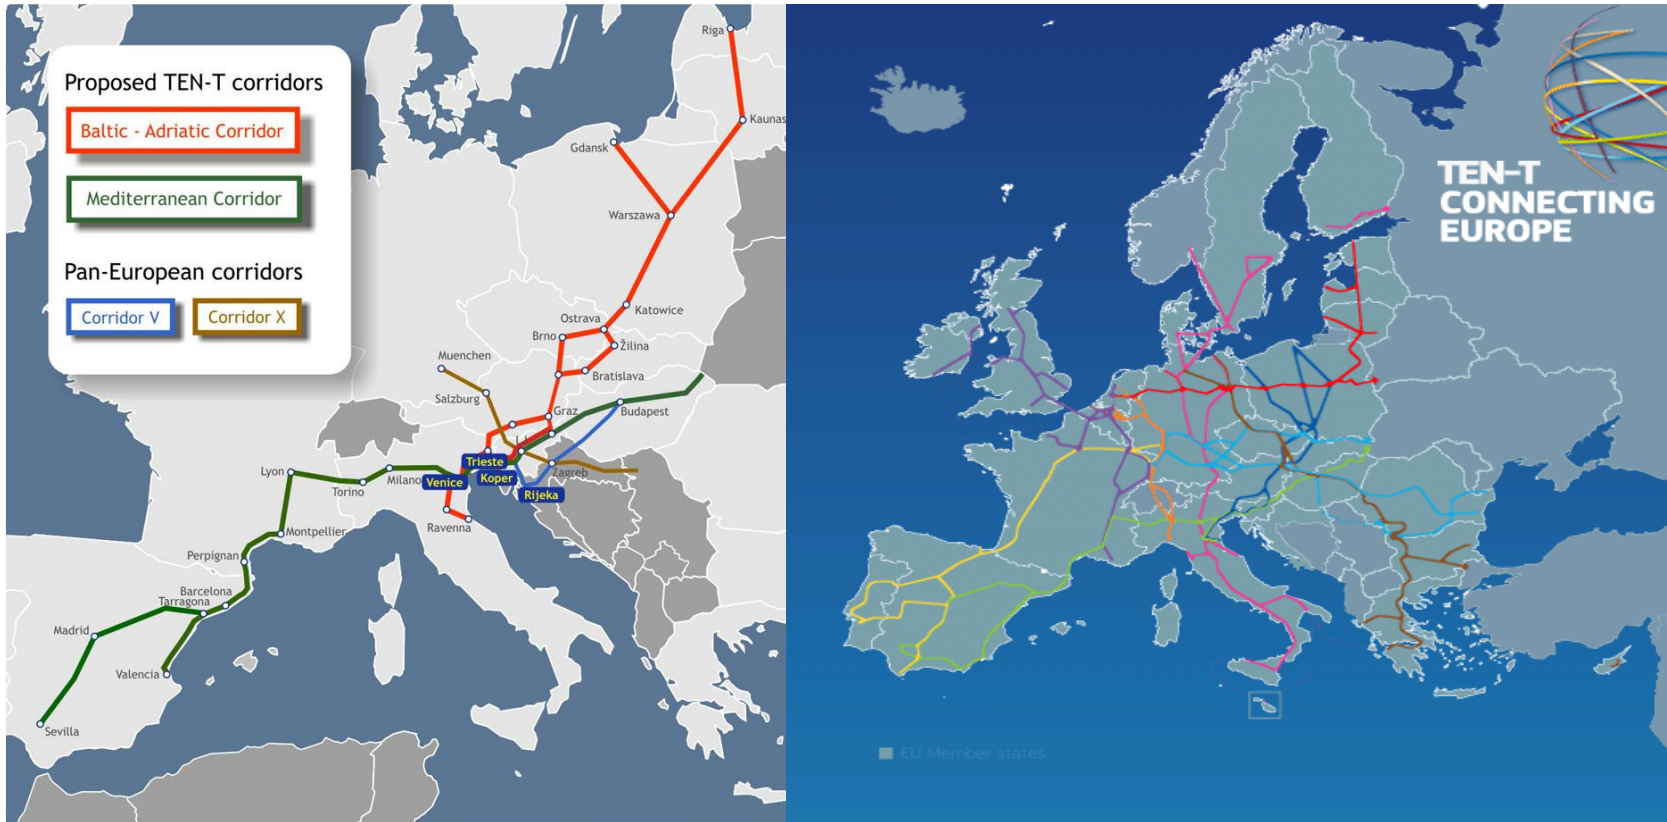 Proposed TEN-T corridors
Baltic - Adriatic Corridor
Mediterranean Corridor
Pan-European corridors
Corridor V
Corridor X
Riga
Kaunas
Gdansk
Warszawa
Katowice
Ostrava
Brno
Žilina
Muenchen
Bratislava
Salzburg
Graz
Budapest
Trieste
Koper
Zagreb
Lyon
Torino
Milano
Venice
Rijeka
Ravenna
Montpellier
Perpignan
Barcelona
Tarragona
Madrid
Valencia
Sevilla
TEN-T
CONNECTING
EUROPE
EU Member states